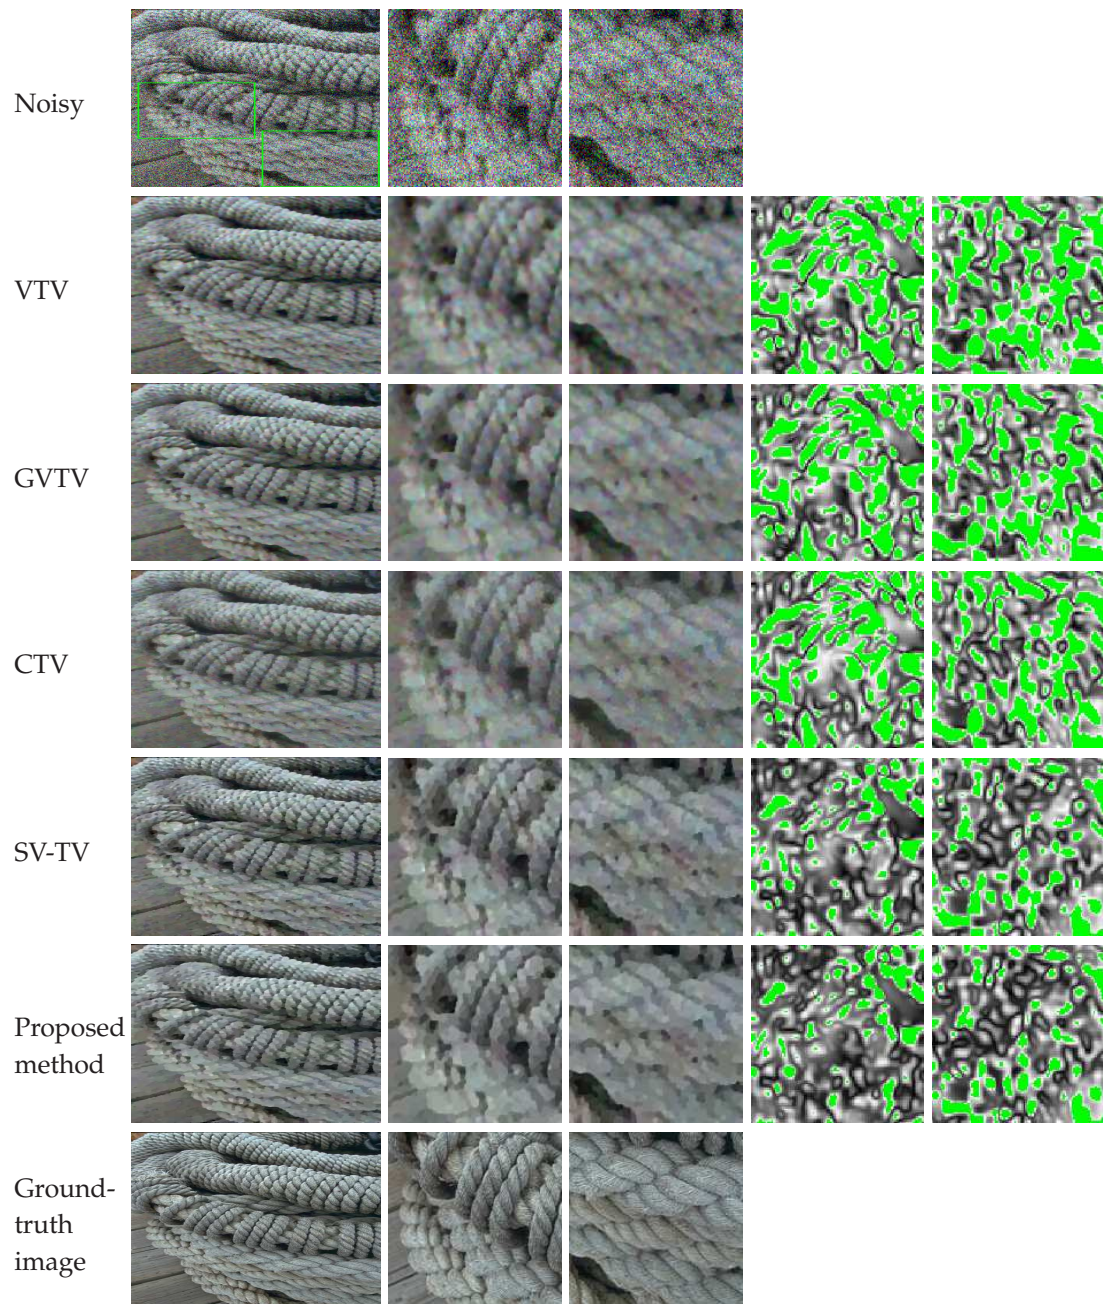 Noisy
VTV
GVTV
CTV
SV-TV
Proposed
method
Ground-
truth
image